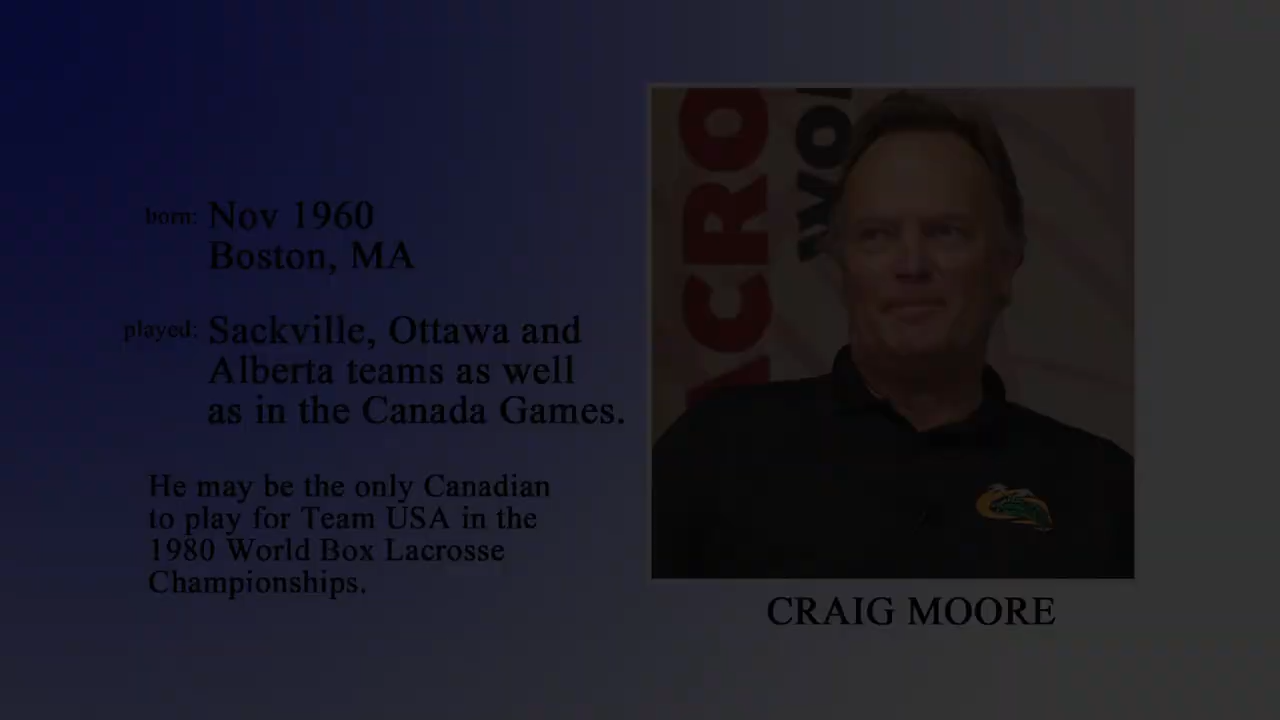 born: Nov 1960
Boston, MA
played: Sackville, Ottawa and
Alberta teams as well
as in the Canada Games.
He may be the only Canadian
to play for Team USA in the
1980 World Box Lacrosse
Championships.
ACRO
WO
CRAIG MOORE